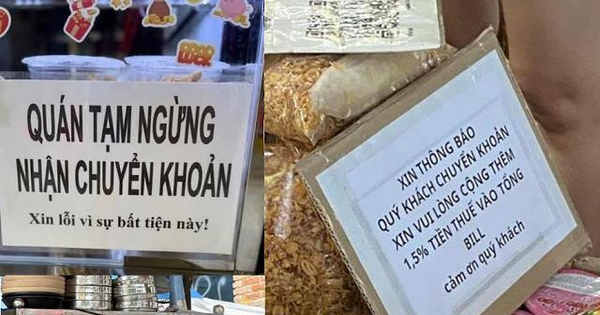 QUÁN TẠM NGỪNG
NHẬN CHUYỂN KHOẢN
Xin lỗi vì sự bất tiện này!
XIN THÔNG BÁO
QUÝ KHÁCH CHUYỂN KHOẢN
XIN VUI LÒNG CỘNG THÊM
1,5% TIỀN THUẾ VÀO TỔNG
BILL
cảm ơn quý khách